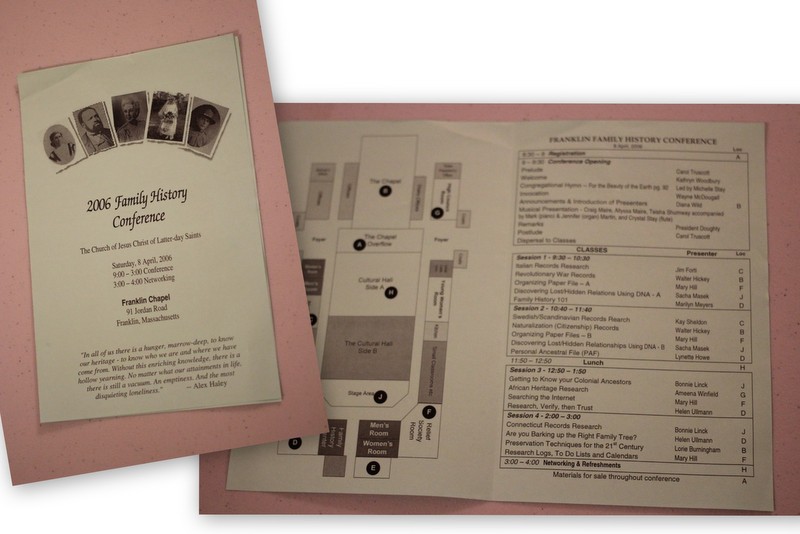 2006 Family History
Conference
The Church of Jesus Christ of Latter-day Saints
Saturday, 8 April, 2006
9:00 – 3:00 Conference
3:00 – 4:00 Networking
Franklin Chapel
91 Jordan Road
Franklin, Massachusetts
"In all of us there is a hunger, marrow-deep, to know
our heritage - to know who we are and where we have
come from. Without this enriching knowledge, there is a
hollow yearning. No matter what our attainments in life,
there is still a vacuum. An emptiness. And the most
disquieting loneliness." — Alex Haley
The Chapel
B
G
Foyer
A
The Chapel
Overflow
Foyer
Cultural Hall
Side A
H
Young Women's
Room
The Cultural Hall
Side B
Stage Area
J
F
Relief
Society
Room
D
Family
History
Center
Men's
Room
Women's
Room
E
FRANKLIN FAMILY HISTORY CONFERENCE
8 April, 2006
Loc
8:30 – 9 Registration A
9 – 9:30 Conference Opening
Prelude Carol Truscott
Welcome Kathryn Woodbury
Congregational Hymn – For the Beauty of the Earth pg. 92 Led by Michelle Stay
Invocation Wayne McDougall
Announcements & Introduction of Presenters Diana Wild B
Musical Presentation - Craig Maire, Allyssa Maire, Taisha Shumway accompanied
by Mark (piano) & Jennifer (organ) Martin, and Crystal Stay (flute)
Remarks President Doughty
Postlude Carol Truscott
Dispersal to Classes
CLASSES Presenter Loc
Session 1 - 9:30 – 10:30
Italian Records Research Jim Forti C
Revolutionary War Records Walter Hickey B
Organizing Paper File – A Mary Hill F
Discovering Lost/Hidden Relations Using DNA - A Sacha Masek J
Family History 101 Marilyn Meyers D
Session 2 - 10:40 – 11:40
Swedish/Scandinavian Records Rsearch Kay Sheldon C
Naturalization (Citizenship) Records Walter Hickey B
Organizing Paper Files – B Mary Hill F
Discovering Lost/Hidden Relationships Using DNA - B Sacha Masek J
Personal Ancestral File (PAF) Lynette Howe D
11:50 – 12:50 Lunch H
Session 3 - 12:50 – 1:50
Getting to Know your Colonial Ancestors Bonnie Linck J
African Heritage Research Ameena Winfield G
Searching the Internet Mary Hill F
Research, Verify, then Trust Helen Ullmann D
Session 4 - 2:00 – 3:00
Connecticut Records Research Bonnie Linck J
Are you Barking up the Right Family Tree? Helen Ullmann D
Preservation Techniques for the 21st Century Lorie Burningham B
Research Logs, To Do Lists and Calendars Mary Hill F
3:00 – 4:00 Networking & Refreshments H
Materials for sale throughout conference A